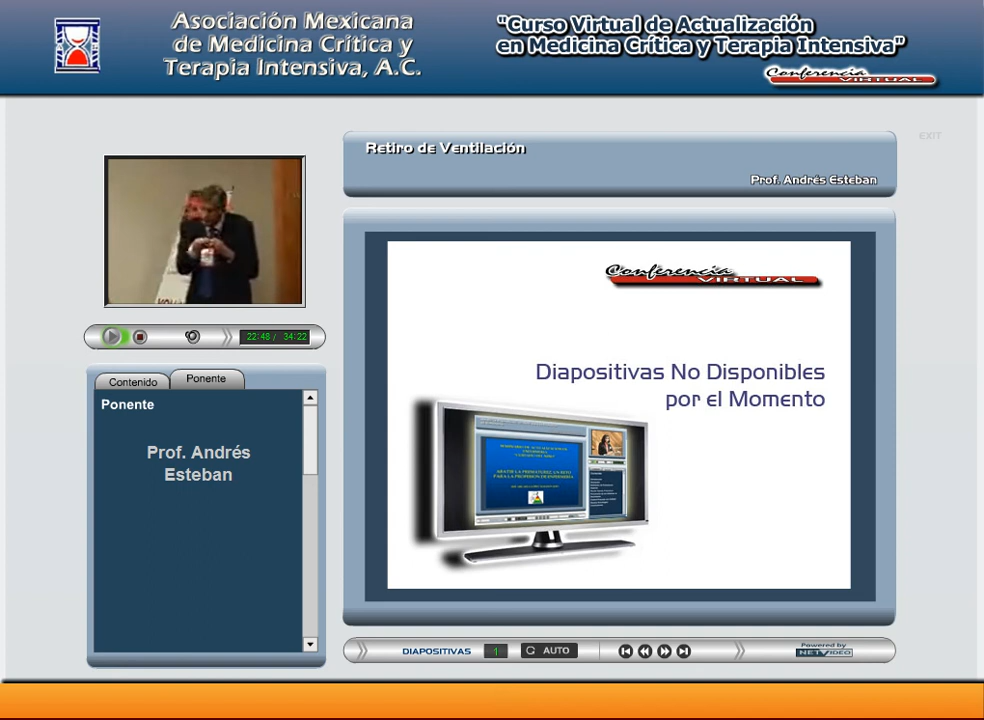 Asociación Mexicana
de Medicina Crítica y
Terapia Intensiva, A.C.
"Curso Virtual de Actualización
en Medicina Crítica y Terapia Intensiva"
Conferencia
VIRTUAL
EXIT
Retiro de Ventilación
Prof. Andrés Esteban
22:48 / 34:22
Contenido
Ponente
Ponente
Prof. Andrés
Esteban
Conferencia
VIRTUAL
Diapositivas No Disponibles
por el Momento
DIAPOSITIVAS
1
AUTO
Powered by
NETVIDEO